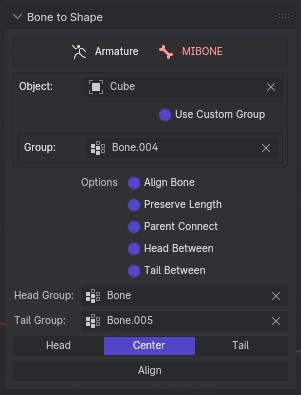 Bone to Shape
Armature MIBONE
Object: Cube
Use Custom Group
Group: Bone.004
Options Align Bone
Preserve Length
Parent Connect
Head Between
Tail Between
Head Group: Bone
Tail Group: Bone.005
Head Center Tail
Align